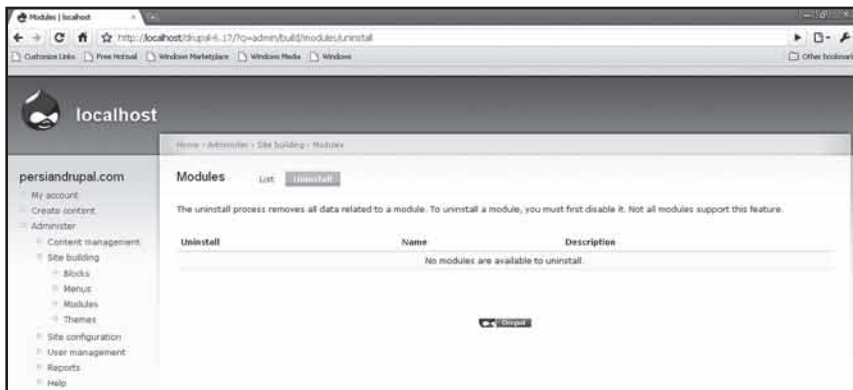 Modules | localhost
http://localhost/drupal-6.17/?q=admin/build/modules/uninstall
Customize Links Free Hotmail Windows Marketplace Windows Media Windows Other bookmark
localhost
Home › Administer › Site building › Modules
persiandrupal.com
My account
Create content
Administer
Content management
Site building
Blocks
Menus
Modules
Themes
Site configuration
User management
Reports
Help
Modules List Uninstall
The uninstall process removes all data related to a module. To uninstall a module, you must first disable it. Not all modules support this feature.
Uninstall Name Description
No modules are available to uninstall.
Drupal